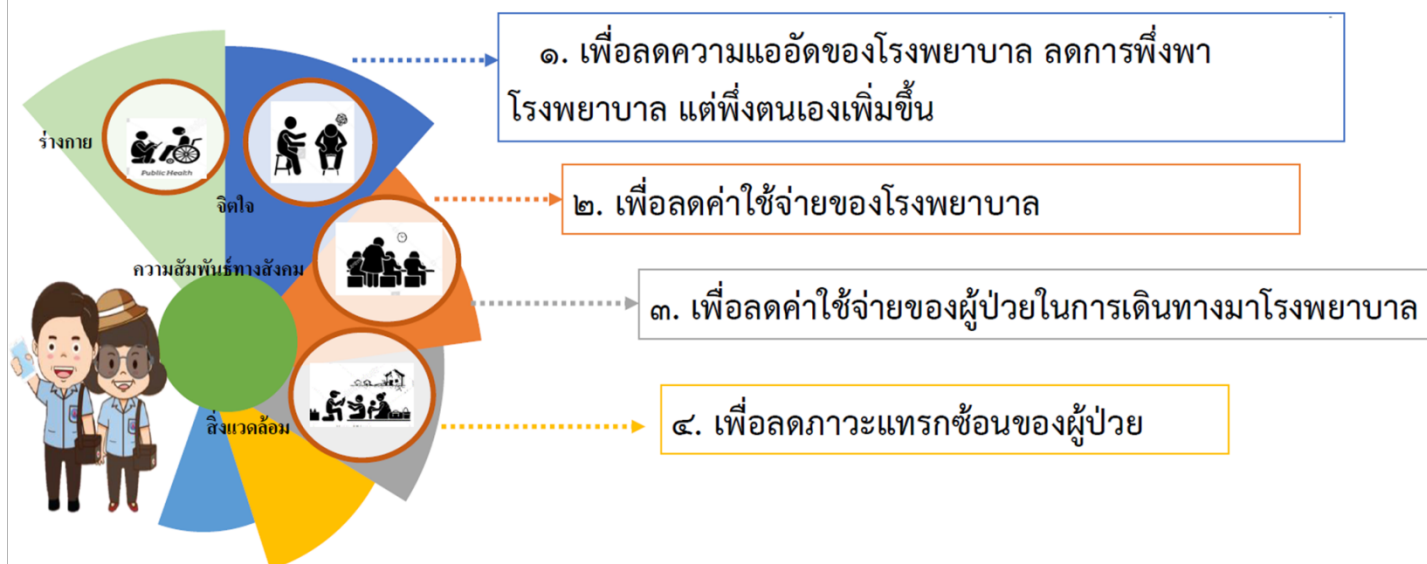 ๑. เพื่อลดความแออัดของโรงพยาบาล ลดการพึ่งพา
โรงพยาบาล แต่พึ่งตนเองเพิ่มขึ้น
ร่างกาย
Public Health
จิตใจ
๒. เพื่อลดค่าใช้จ่ายของโรงพยาบาล
ความสัมพันธ์ทางสังคม
๓. เพื่อลดค่าใช้จ่ายของผู้ป่วยในการเดินทางมาโรงพยาบาล
๔. เพื่อลดภาวะแทรกซ้อนของผู้ป่วย
สิ่งแวดล้อม